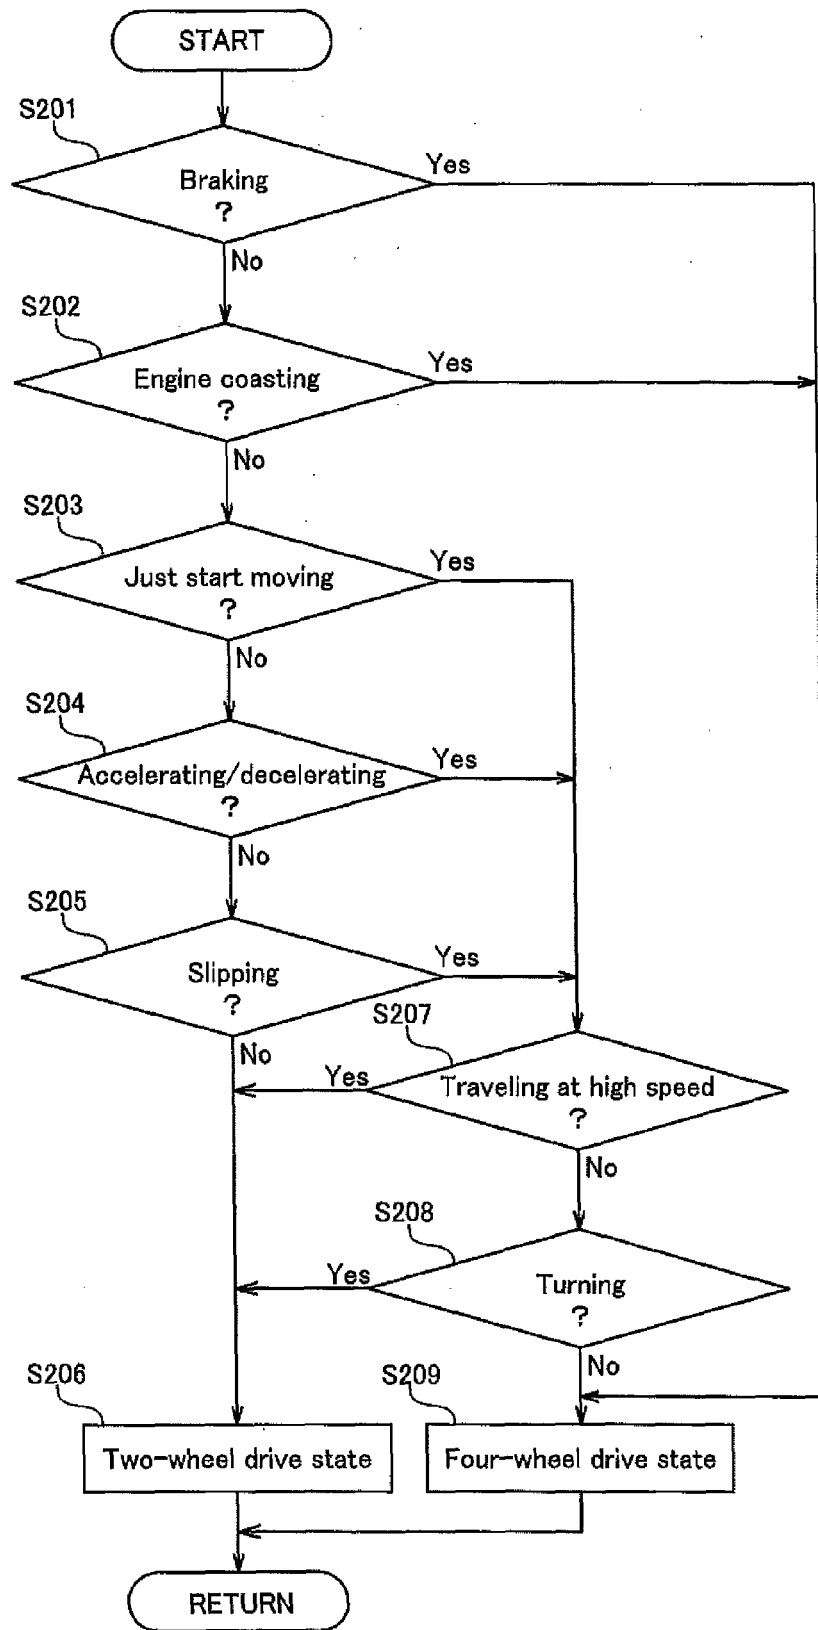 START
S201
Braking
?
Yes
No
S202
Engine coasting
?
Yes
No
S203
Just start moving
?
Yes
No
S204
Accelerating/decelerating
?
Yes
No
S205
Slipping
?
Yes
No
S207
Traveling at high speed
?
Yes
No
S208
Turning
?
Yes
No
S206
Two-wheel drive state
S209
Four-wheel drive state
RETURN